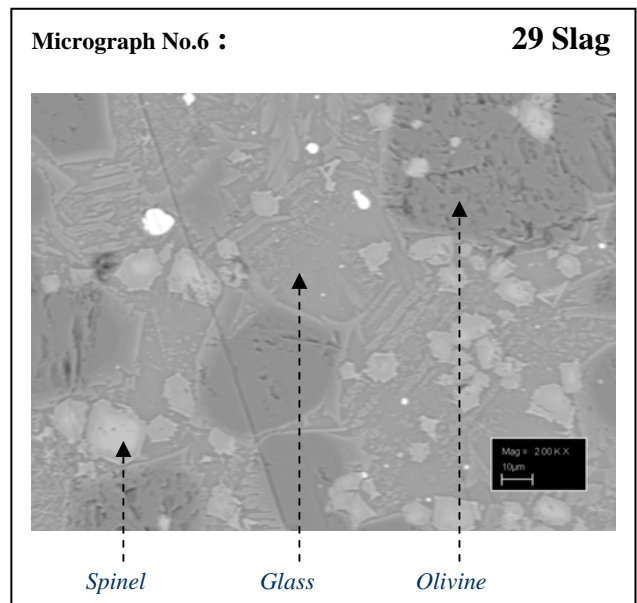 Micrograph No.6 : 29 Slag
Mag = 2.00 K X
10µm
Spinel Glass Olivine